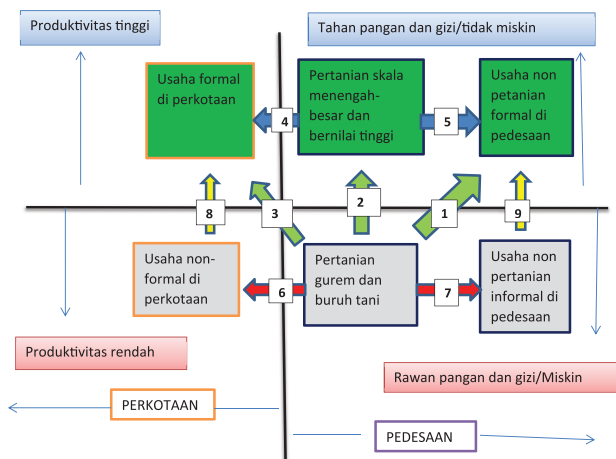 Produktivitas tinggi
Tahan pangan dan gizi/tidak miskin
Usaha formal
di perkotaan
Pertanian skala
menengah-
besar dan
bernilai tinggi
Usaha non
petanian
formal di
pedesaan
4
5
8
3
2
1
9
Usaha non-
formal di
perkotaan
Pertanian
gurem dan
buruh tani
Usaha non
pertanian
informal di
pedesaan
6
7
Produktivitas rendah
Rawan pangan dan gizi/Miskin
PERKOTAAN
PEDESAAN